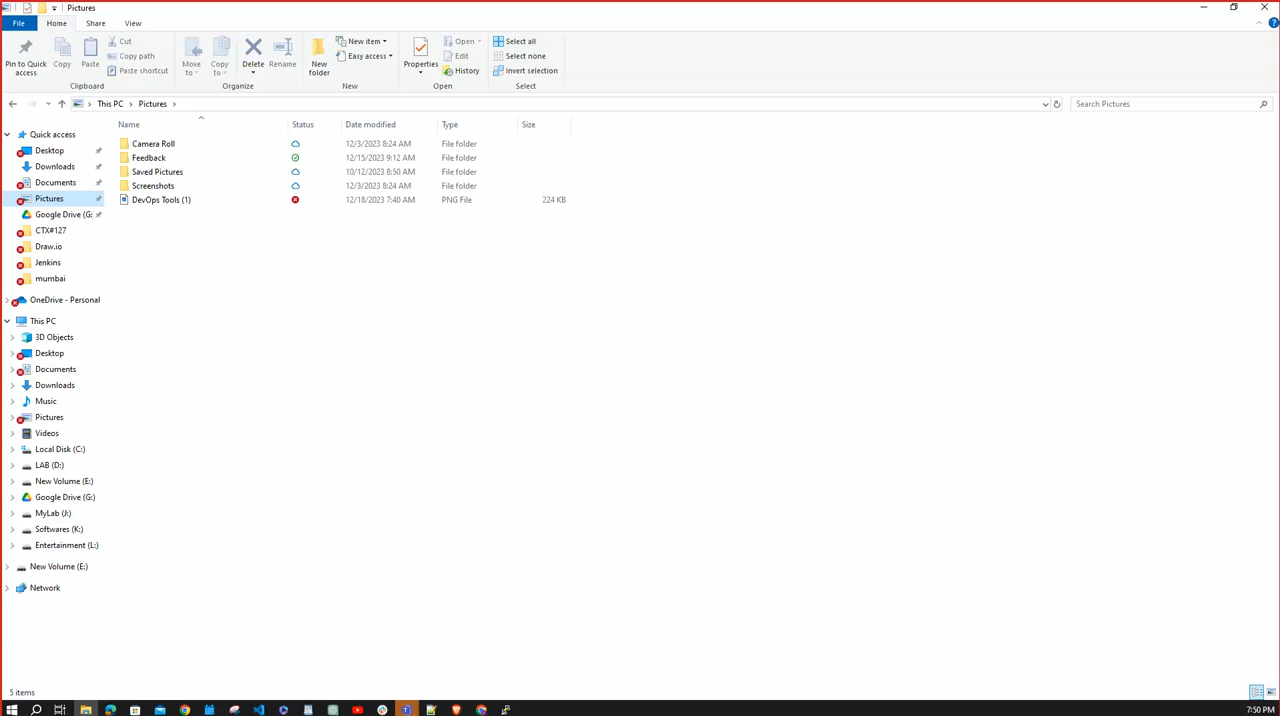 Pictures
File Home Share View
Pin to Quick access
Copy
Paste
Cut
Copy path
Paste shortcut
Clipboard
Move to
Copy to
Delete
Rename
Organize
New folder
New item
Easy access
New
Properties
Open
Edit
History
Open
Select all
Select none
Invert selection
Select
This PC Pictures
Search Pictures
Quick access
Desktop
Downloads
Documents
Pictures
Google Drive (G:
CTX#127
Draw.io
Jenkins
mumbai
OneDrive - Personal
This PC
3D Objects
Desktop
Documents
Downloads
Music
Pictures
Videos
Local Disk (C:)
LAB (D:)
New Volume (E:)
Google Drive (G:)
MyLab (J:)
Softwares (K:)
Entertainment (L:)
New Volume (E:)
Network
Name Status Date modified Type Size
Camera Roll 12/3/2023 8:24 AM File folder
Feedback 12/15/2023 9:12 AM File folder
Saved Pictures 10/12/2023 8:50 AM File folder
Screenshots 12/3/2023 8:24 AM File folder
DevOps Tools (1) 12/18/2023 7:40 AM PNG File 224 KB
5 items
7:50 PM